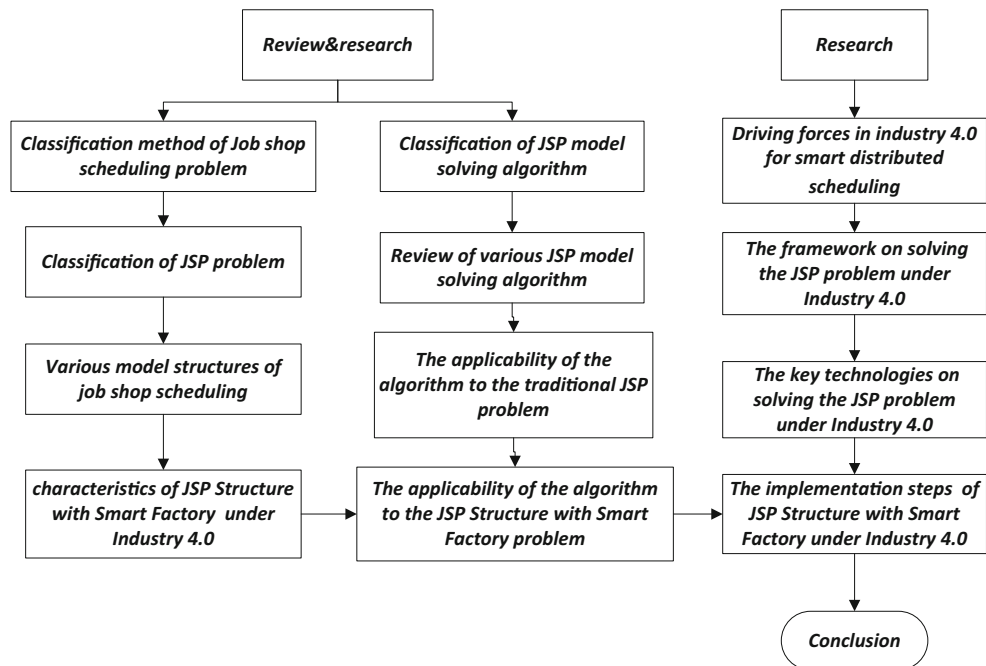 Review&research
Classification method of Job shop
scheduling problem
Classification of JSP problem
Various model structures of
job shop scheduling
characteristics of JSP Structure
with Smart Factory under
Industry 4.0
Classification of JSP model
solving algorithm
Review of various JSP model
solving algorithm
The applicability of the
algorithm to the traditional JSP
problem
The applicability of the algorithm
to the JSP Structure with Smart
Factory problem
Research
Driving forces in industry 4.0
for smart distributed
scheduling
The framework on solving
the JSP problem under
Industry 4.0
The key technologies on
solving the JSP problem
under Industry 4.0
The implementation steps of
JSP Structure with Smart
Factory under Industry 4.0
Conclusion